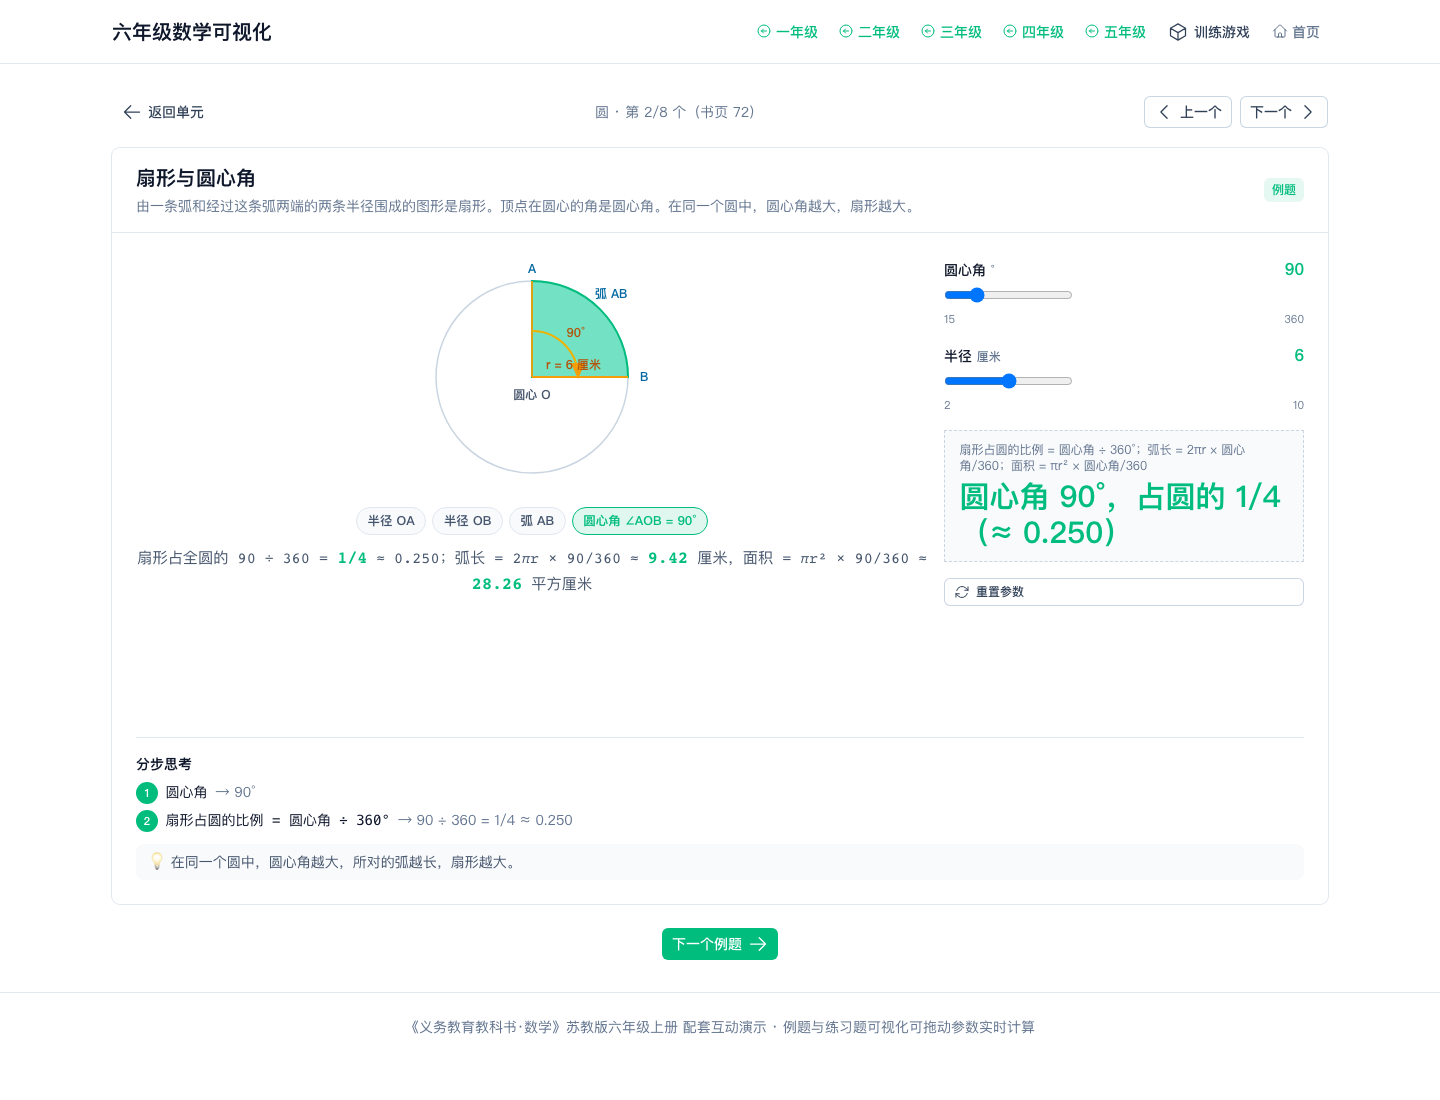 六年级数学可视化
一年级
二年级
三年级
四年级
五年级
训练游戏
首页
返回单元
圆 · 第 2/8 个（书页 72）
上一个
下一个
扇形与圆心角
由一条弧和经过这条弧两端的两条半径围成的图形是扇形。顶点在圆心的角是圆心角。在同一个圆中，圆心角越大，扇形越大。
例题
A
弧 AB
90°
r = 6 厘米
B
圆心 O
半径 OA
半径 OB
弧 AB
圆心角 ∠AOB = 90°
扇形占全圆的 90 ÷ 360 = 1/4 ≈ 0.250；弧长 = 2πr × 90/360 ≈ 9.42 厘米，面积 = πr² × 90/360 ≈
28.26 平方厘米
圆心角 °
90
15
360
半径 厘米
6
2
10
扇形占圆的比例 = 圆心角 ÷ 360°；弧长 = 2πr × 圆心
角/360；面积 = πr² × 圆心角/360
圆心角 90°，占圆的 1/4
（≈ 0.250）
重置参数
分步思考
1 圆心角 → 90°
2 扇形占圆的比例 = 圆心角 ÷ 360° → 90 ÷ 360 = 1/4 ≈ 0.250
💡 在同一个圆中，圆心角越大，所对的弧越长，扇形越大。
下一个例题 →
《义务教育教科书·数学》苏教版六年级上册 配套互动演示 · 例题与练习题可视化可拖动参数实时计算